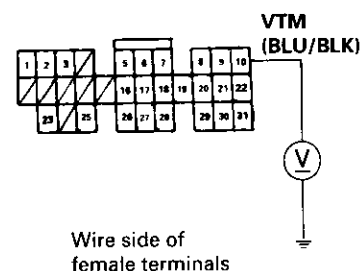 VTM
(BLU/BLK)
1 2 3 5 6 7 8 9 10
16 17 18 19 20 21 22
23 25 26 27 28 29 30 31
V
Wire side of
female terminals